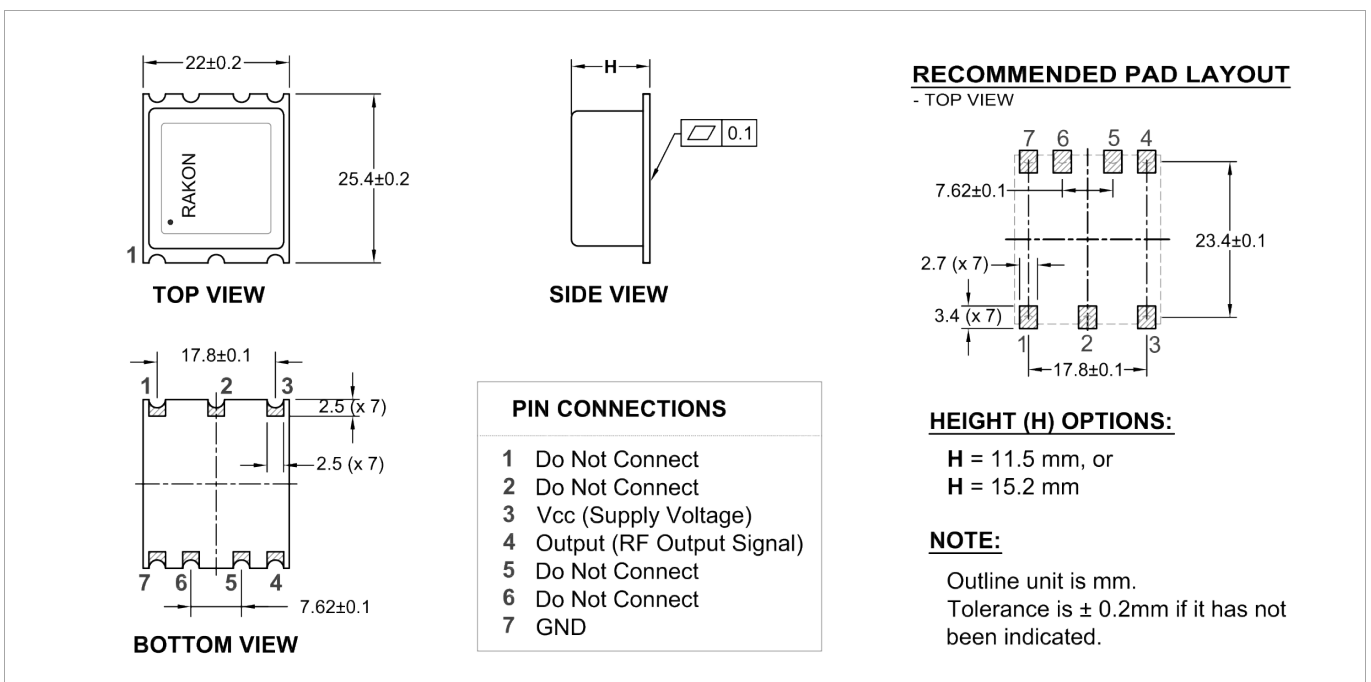 22±0.2
RAKON
25.4±0.2
1
TOP VIEW
H
0.1
SIDE VIEW
RECOMMENDED PAD LAYOUT
- TOP VIEW
7 6 5 4
7.62±0.1
23.4±0.1
2.7 (x 7)
3.4 (x 7)
1 2 3
17.8±0.1
17.8±0.1
1 2 3
2.5 (x 7)
2.5 (x 7)
7 6 5 4
7.62±0.1
BOTTOM VIEW
PIN CONNECTIONS
1 Do Not Connect
2 Do Not Connect
3 Vcc (Supply Voltage)
4 Output (RF Output Signal)
5 Do Not Connect
6 Do Not Connect
7 GND
HEIGHT (H) OPTIONS:
H = 11.5 mm, or
H = 15.2 mm
NOTE:
Outline unit is mm.
Tolerance is ± 0.2mm if it has not
been indicated.